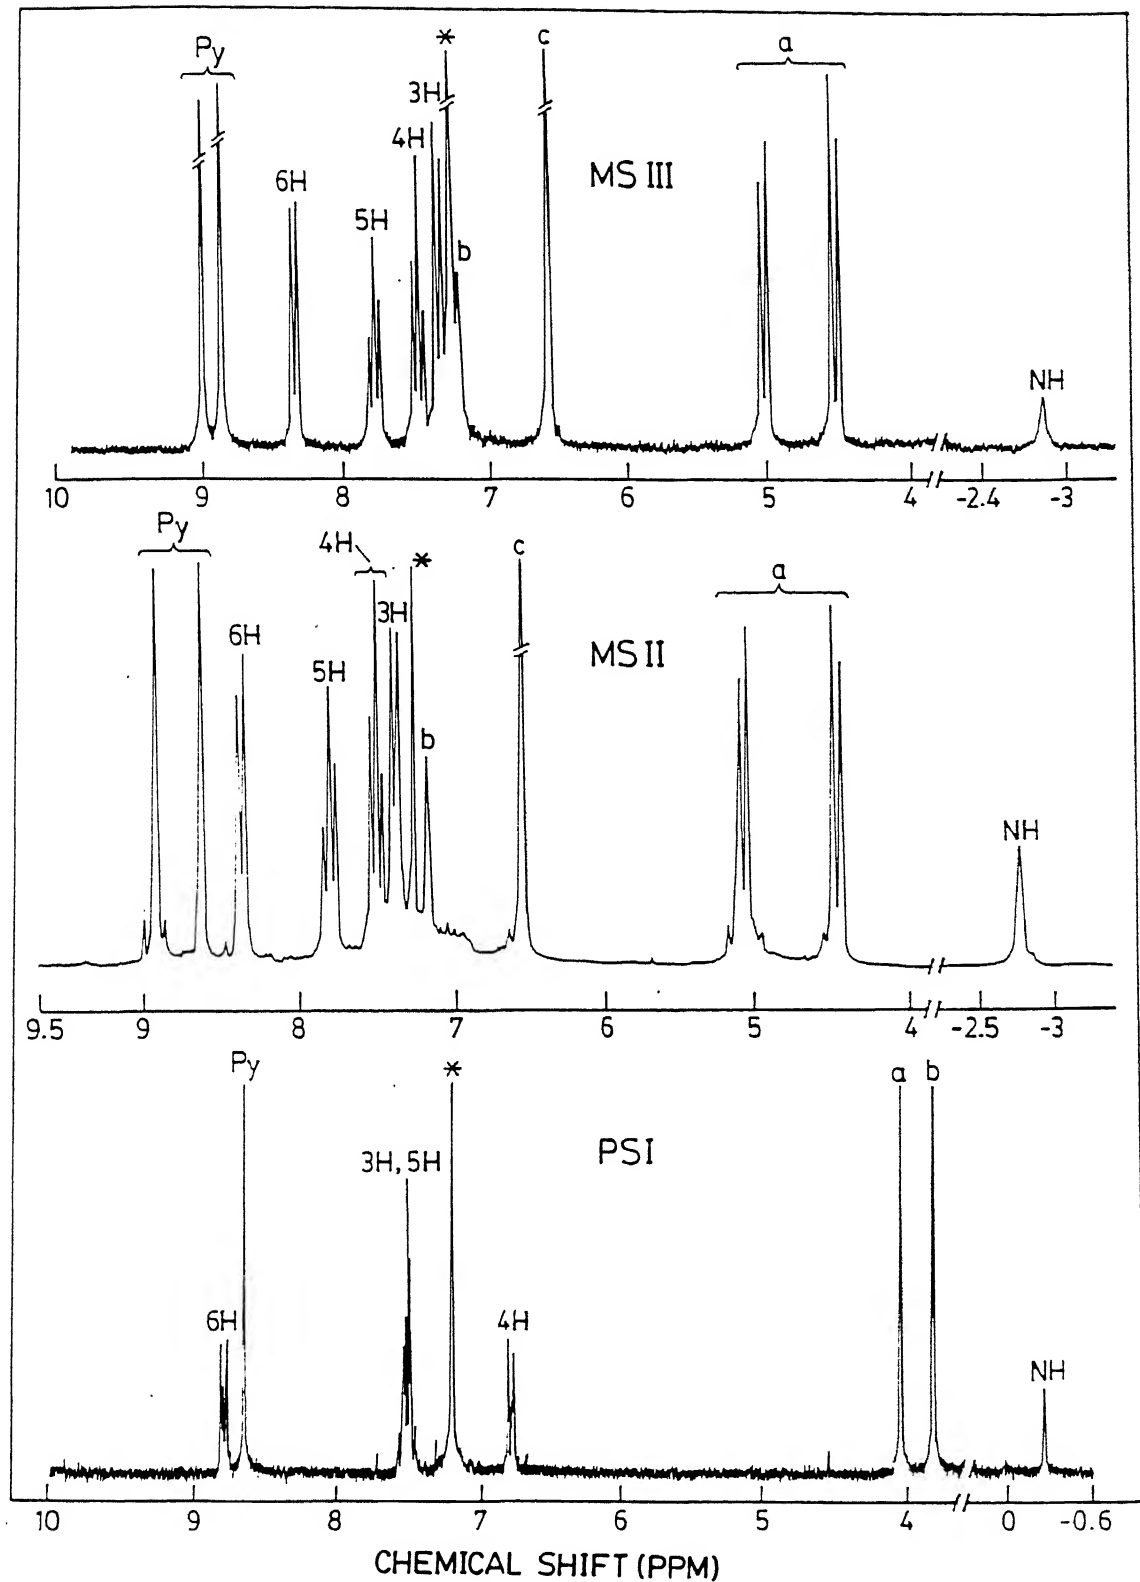 Py
*
c
a
3H
4H
MS III
6H
5H
b
NH
10 9 8 7 6 5 4 -2.4 -3
Py
4H
*
c
a
3H
6H
MS II
5H
b
NH
9.5 9 8 7 6 5 4 -2.5 -3
Py
*
a b
PSI
3H, 5H
6H
4H
NH
10 9 8 7 6 5 4 0 -0.6
CHEMICAL SHIFT (PPM)